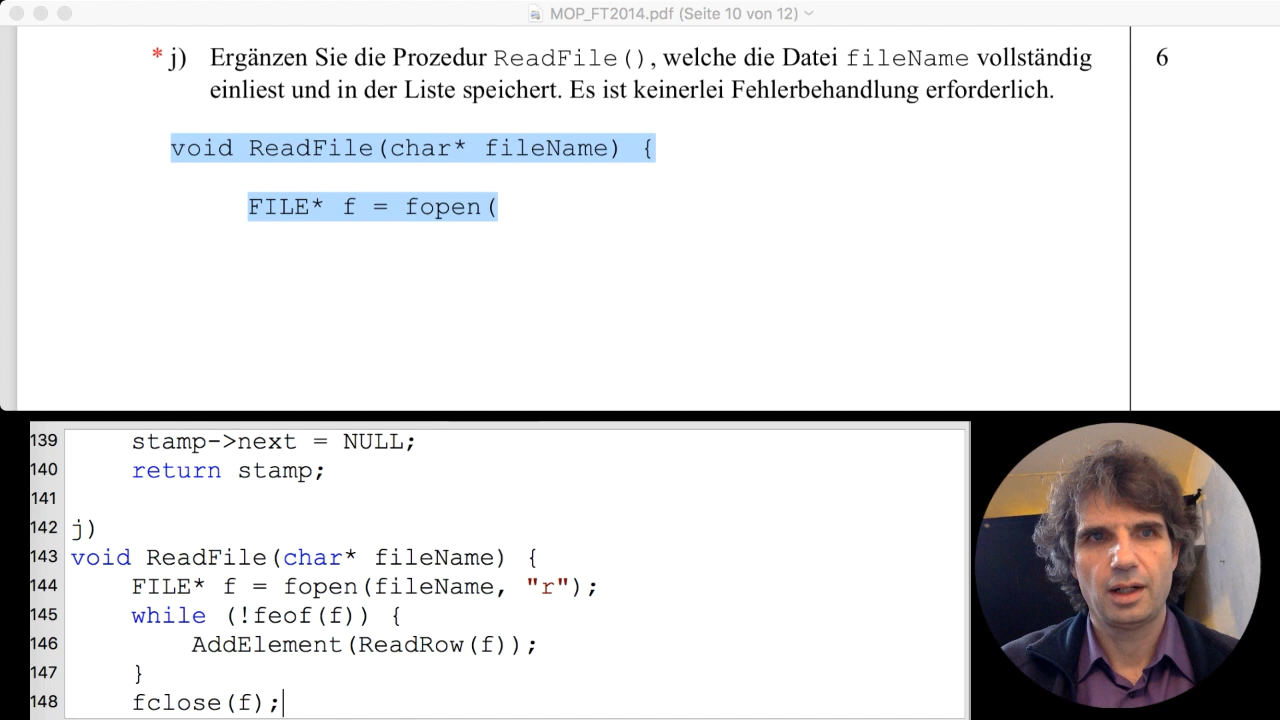 MOP_FT2014.pdf (Seite 10 von 12)
* j) Ergänzen Sie die Prozedur ReadFile(), welche die Datei fileName vollständig 6
einliest und in der Liste speichert. Es ist keinerlei Fehlerbehandlung erforderlich.
void ReadFile(char* fileName) {
FILE* f = fopen(
139 stamp->next = NULL;
140 return stamp;
141
142 j)
143 void ReadFile(char* fileName) {
144 FILE* f = fopen(fileName, "r");
145 while (!feof(f)) {
146 AddElement(ReadRow(f));
147 }
148 fclose(f);